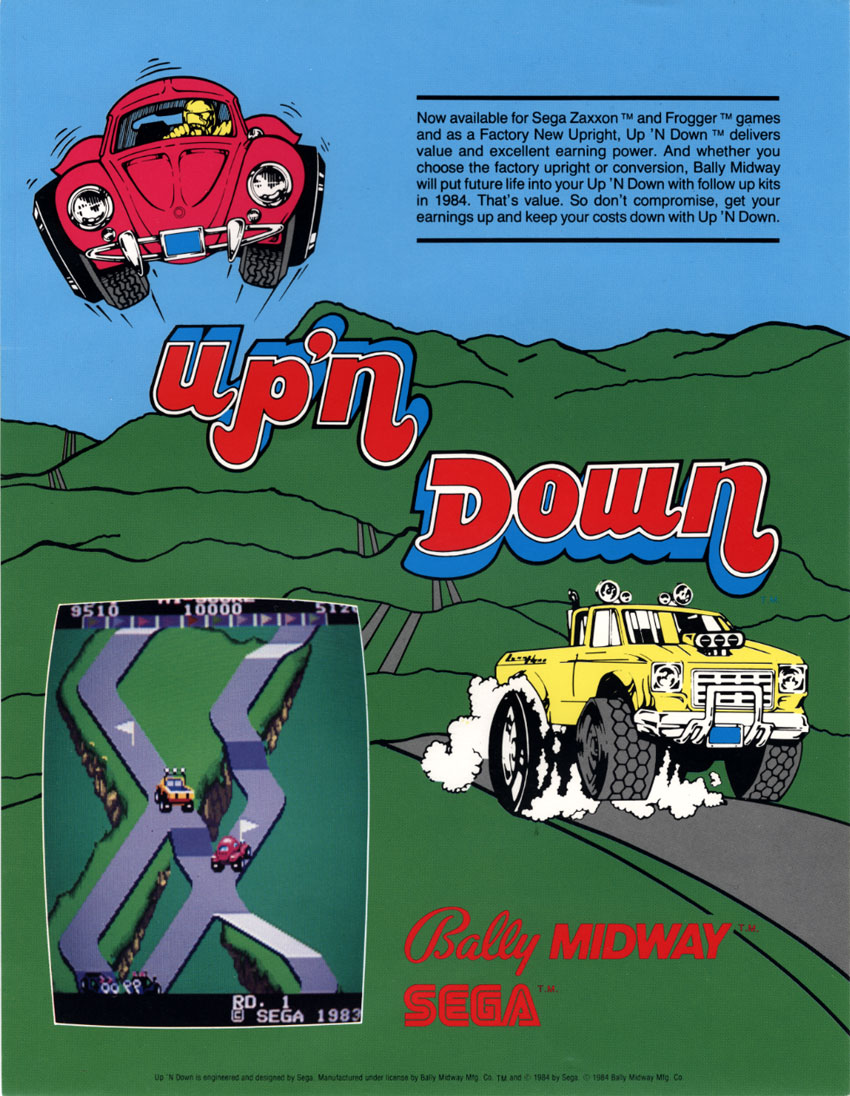 Now available for Sega Zaxxon™ and Frogger™ games
and as a Factory New Upright, Up 'N Down™ delivers
value and excellent earning power. And whether you
choose the factory upright or conversion, Bally Midway
will put future life into your Up 'N Down with follow up kits
in 1984. That's value. So don't compromise, get your
earnings up and keep your costs down with Up 'N Down.
up'n
Down
T.M.
HI-SCORE
9510 10000 512
RD. 1
© SEGA 1983
Bally MIDWAY T.M.
SEGA T.M.
Up 'N Down is engineered and designed by Sega. Manufactured under license by Bally Midway Mfg. Co. T.M. and © 1984 by Sega. © 1984 Bally Midway Mfg. Co.